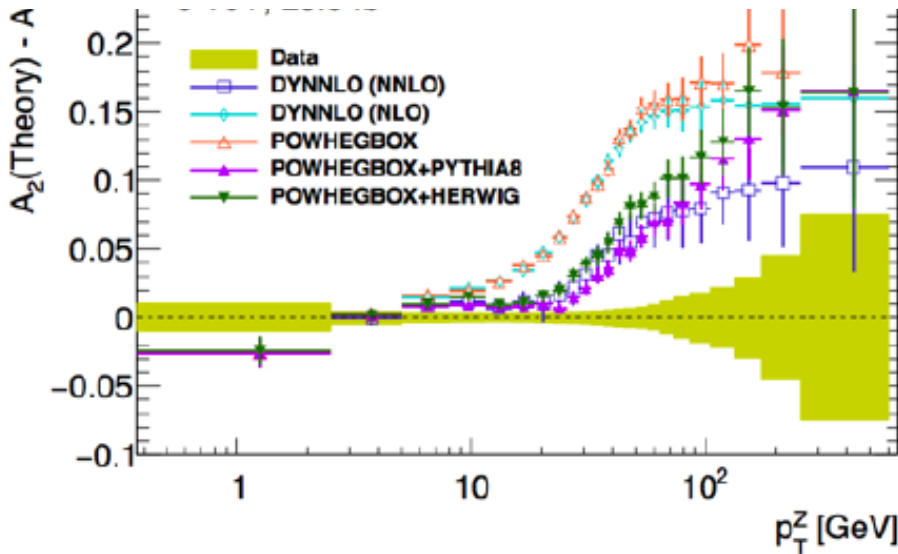 A₂(Theory) - A
0.2
0.15
0.1
0.05
0
−0.05
−0.1
Data
DYNNLO (NNLO)
DYNNLO (NLO)
POWHEGBOX
POWHEGBOX+PYTHIA8
POWHEGBOX+HERWIG
1
10
10²
p_T^Z [GeV]